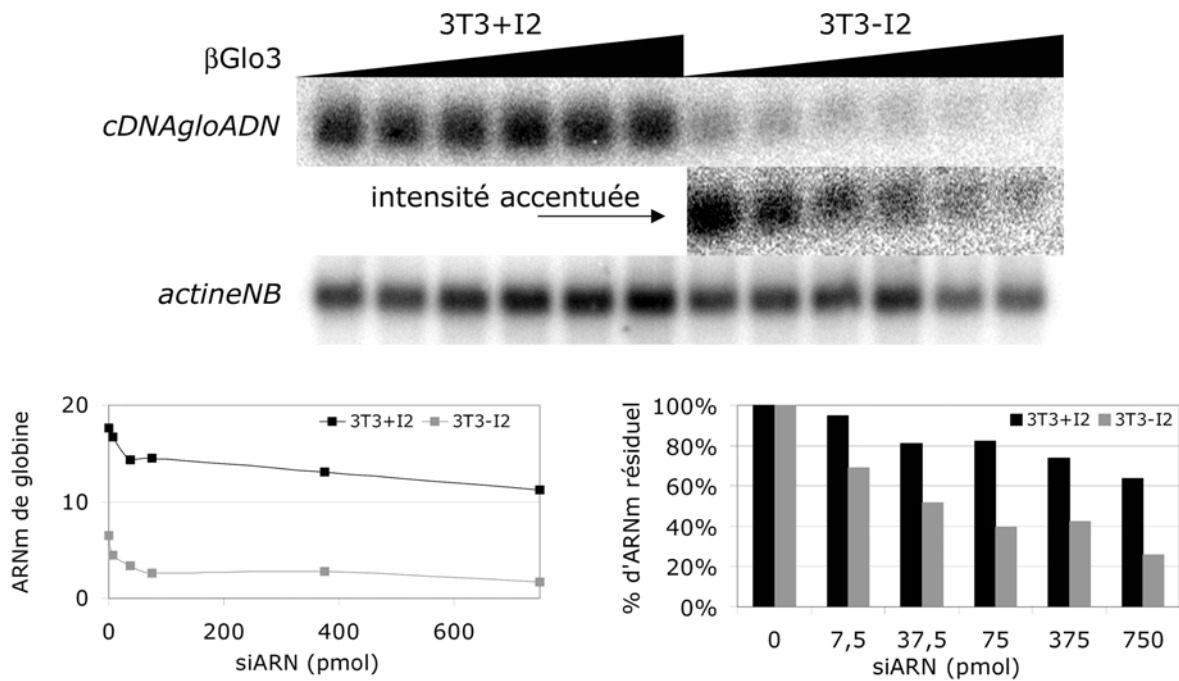 3T3+I2 3T3-I2
βGlo3
cDNAgloADN
intensité accentuée
actineNB
20
10
0
ARNm de globine
3T3+I2 3T3-I2
0 200 400 600
siARN (pmol)
100%
80%
60%
40%
20%
0%
% d'ARNm résiduel
3T3+I2
3T3-I2
0 7,5 37,5 75 375 750
siARN (pmol)